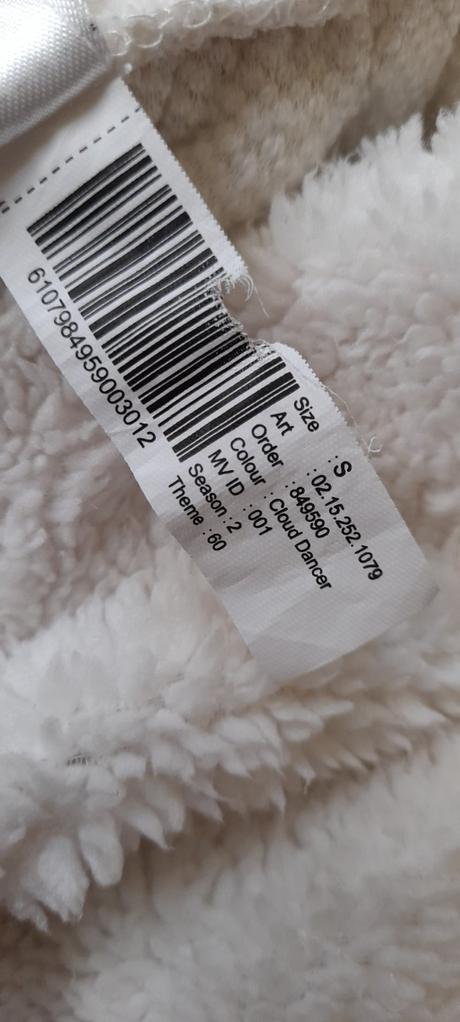 6107984959003012
Size : S
Art : 02.15.252.1079
Order : 849590
Colour : Cloud Dancer
MV ID : 001
Season : 2
Theme : 60